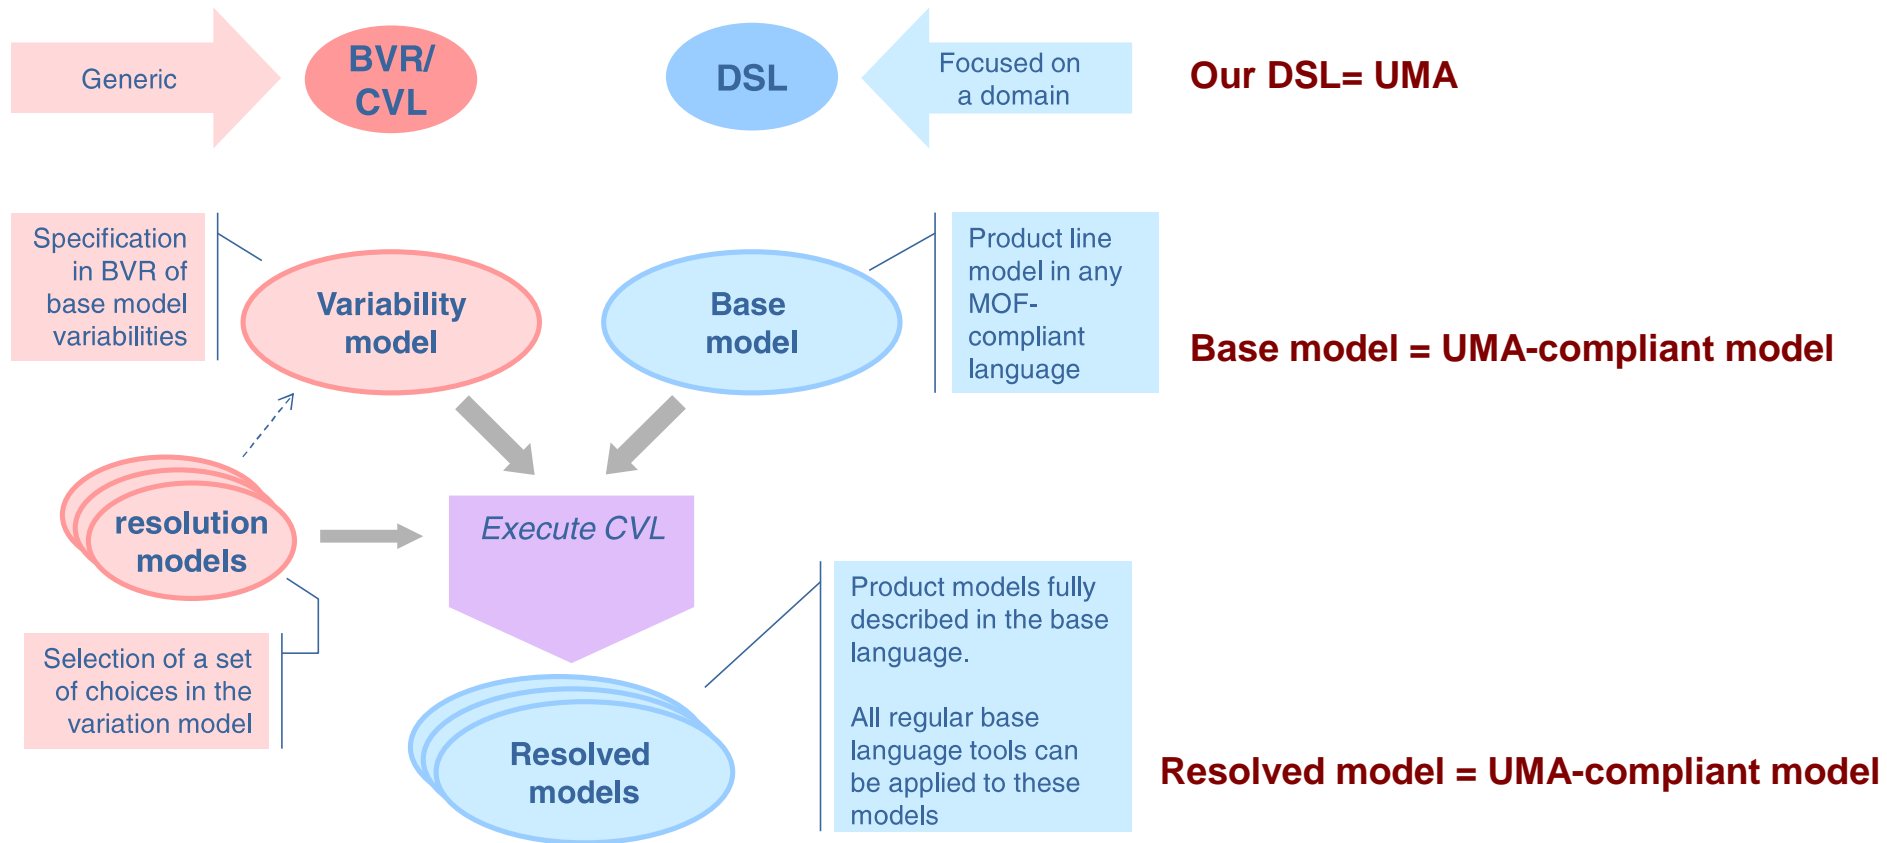 Generic
BVR/
CVL
DSL
Focused on
a domain
Our DSL= UMA
Specification
in BVR of
base model
variabilities
Variability
model
Base
model
Product line
model in any
MOF-
compliant
language
Base model = UMA-compliant model
resolution
models
Execute CVL
Selection of a set
of choices in the
variation model
Product models fully
described in the base
language.
All regular base
language tools can
be applied to these
models
Resolved
models
Resolved model = UMA-compliant model